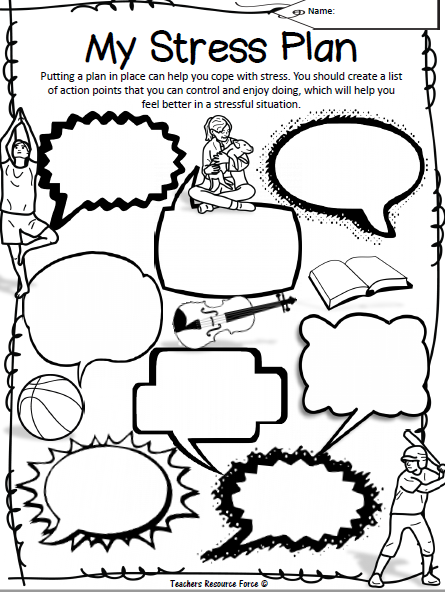 Name:
My Stress Plan
Putting a plan in place can help you cope with stress. You should create a list
of action points that you can control and enjoy doing, which will help you
feel better in a stressful situation.
Teachers Resource Force ©